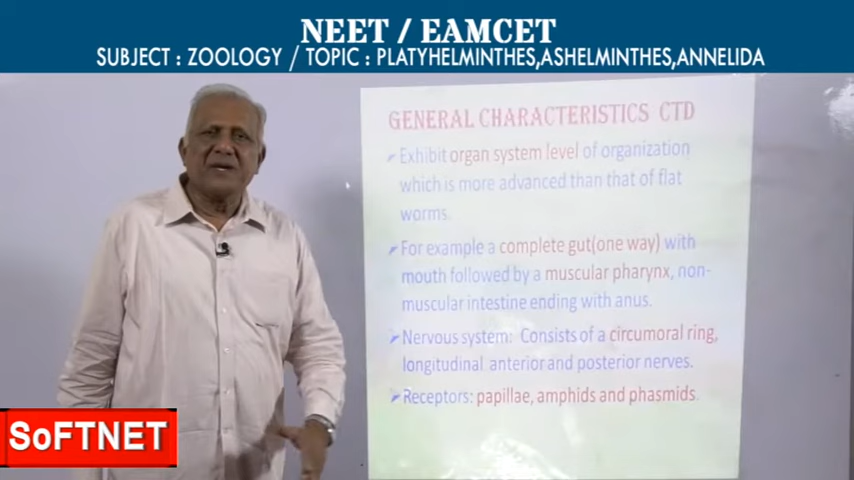 NEET / EAMCET
SUBJECT : ZOOLOGY / TOPIC : PLATYHELMINTHES,ASHELMINTHES,ANNELIDA
GENERAL CHARACTERISTICS CTD
Exhibit organ system level of organization
which is more advanced than that of flat
worms.
For example a complete gut(one way) with
mouth followed by a muscular pharynx, non-
muscular intestine ending with anus.
Nervous system: Consists of a circumoral ring,
longitudinal anterior and posterior nerves.
Receptors: papillae, amphids and phasmids.
SoFTNET